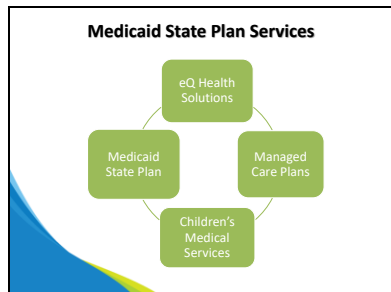 Medicaid State Plan Services
eQ Health
Solutions
Medicaid
State Plan
Managed
Care Plans
Children's
Medical
Services